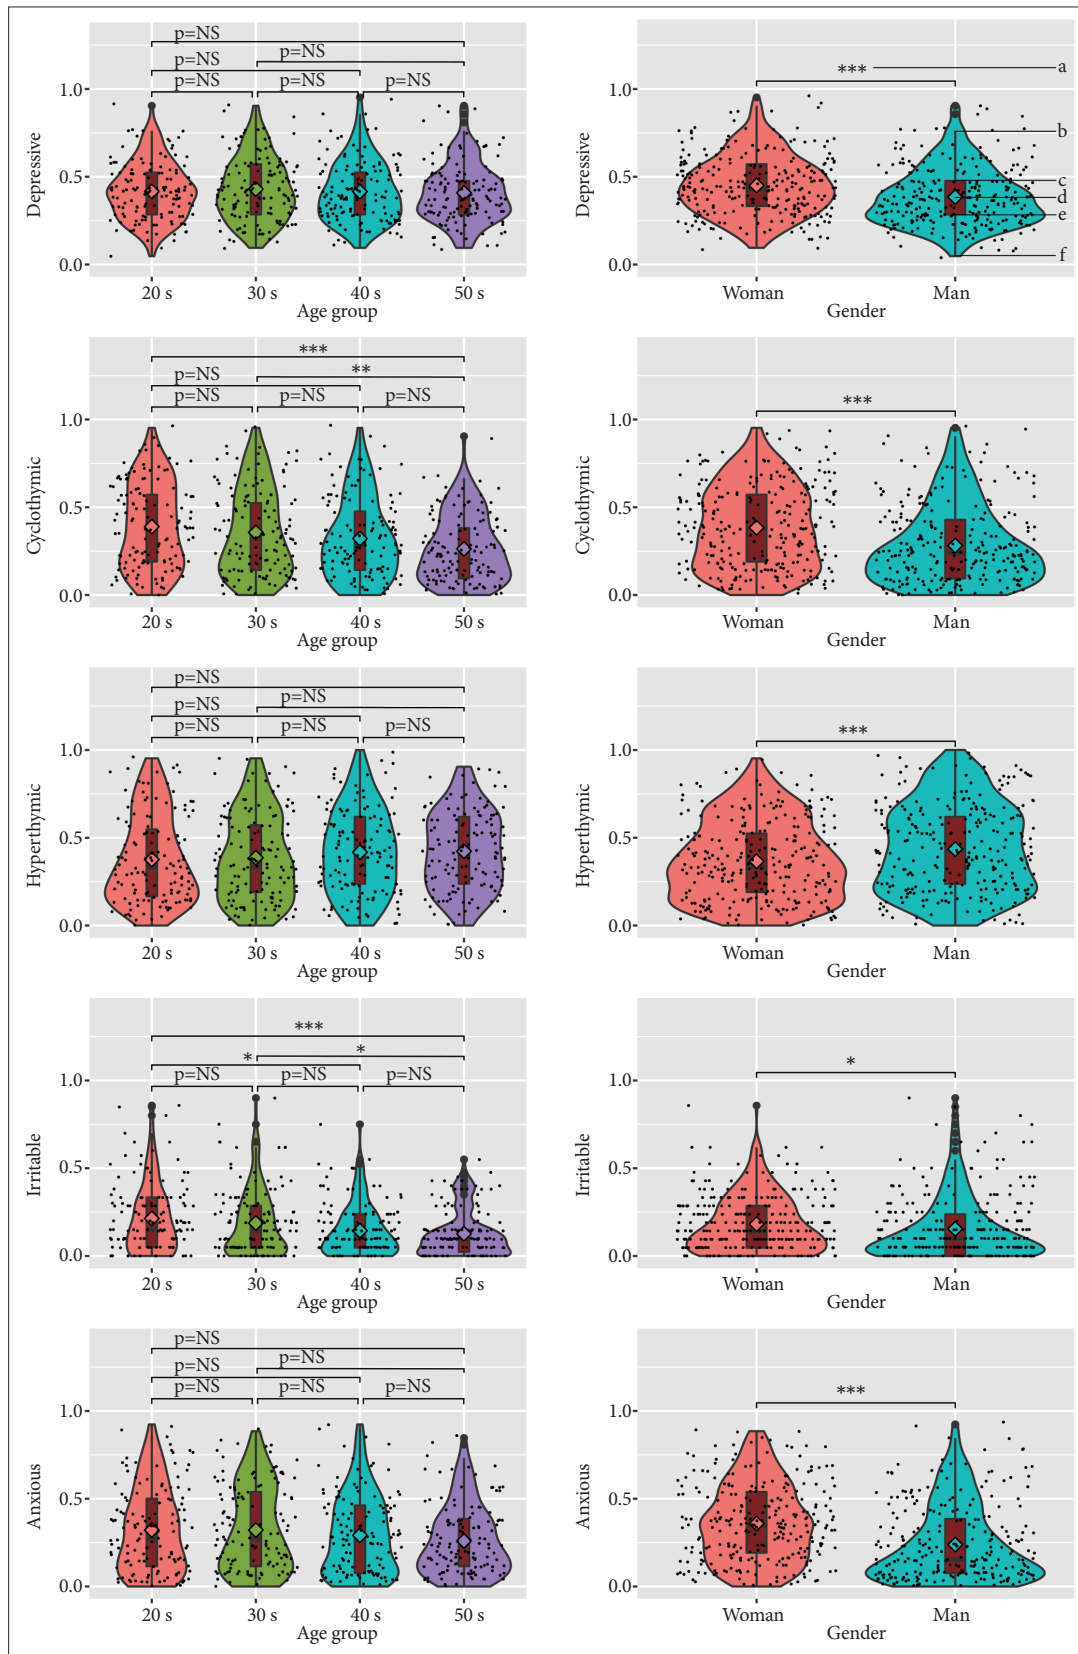 p=NS
p=NS
p=NS
p=NS p=NS p=NS
1.0
0.5
0.0
Depressive
20 s 30 s 40 s 50 s
Age group
***
a
b
c
d
e
f
1.0
0.5
0.0
Depressive
Woman Man
Gender
***
**
p=NS
p=NS p=NS p=NS
1.0
0.5
0.0
Cyclothymic
20 s 30 s 40 s 50 s
Age group
***
1.0
0.5
0.0
Cyclothymic
Woman Man
Gender
p=NS
p=NS
p=NS
p=NS p=NS p=NS
1.0
0.5
0.0
Hyperthymic
20 s 30 s 40 s 50 s
Age group
***
1.0
0.5
0.0
Hyperthymic
Woman Man
Gender
***
* *
p=NS p=NS p=NS
1.0
0.5
0.0
Irritable
20 s 30 s 40 s 50 s
Age group
*
1.0
0.5
0.0
Irritable
Woman Man
Gender
p=NS
p=NS
p=NS
p=NS p=NS p=NS
1.0
0.5
0.0
Anxious
20 s 30 s 40 s 50 s
Age group
***
1.0
0.5
0.0
Anxious
Woman Man
Gender